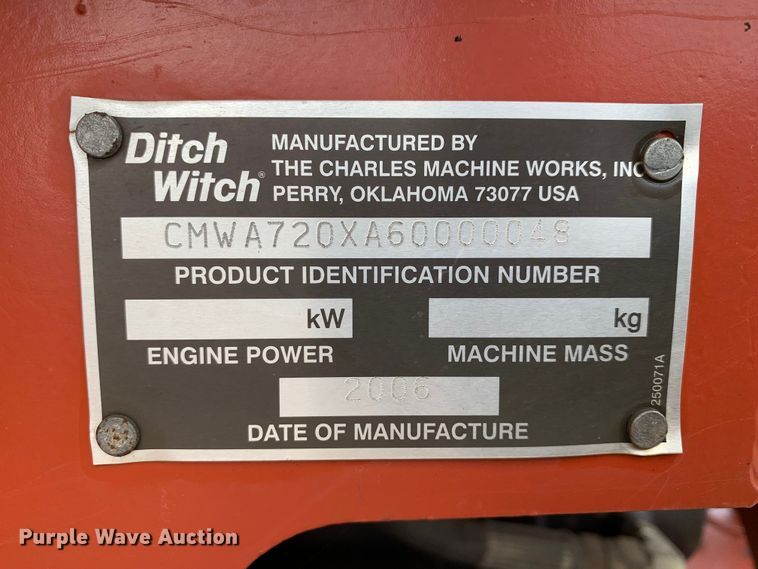 Ditch Witch®
MANUFACTURED BY
THE CHARLES MACHINE WORKS, INC
PERRY, OKLAHOMA 73077 USA
CMWA720XA60000048
PRODUCT IDENTIFICATION NUMBER
kW
kg
ENGINE POWER
MACHINE MASS
2006
DATE OF MANUFACTURE
250071A
Purple Wave Auction